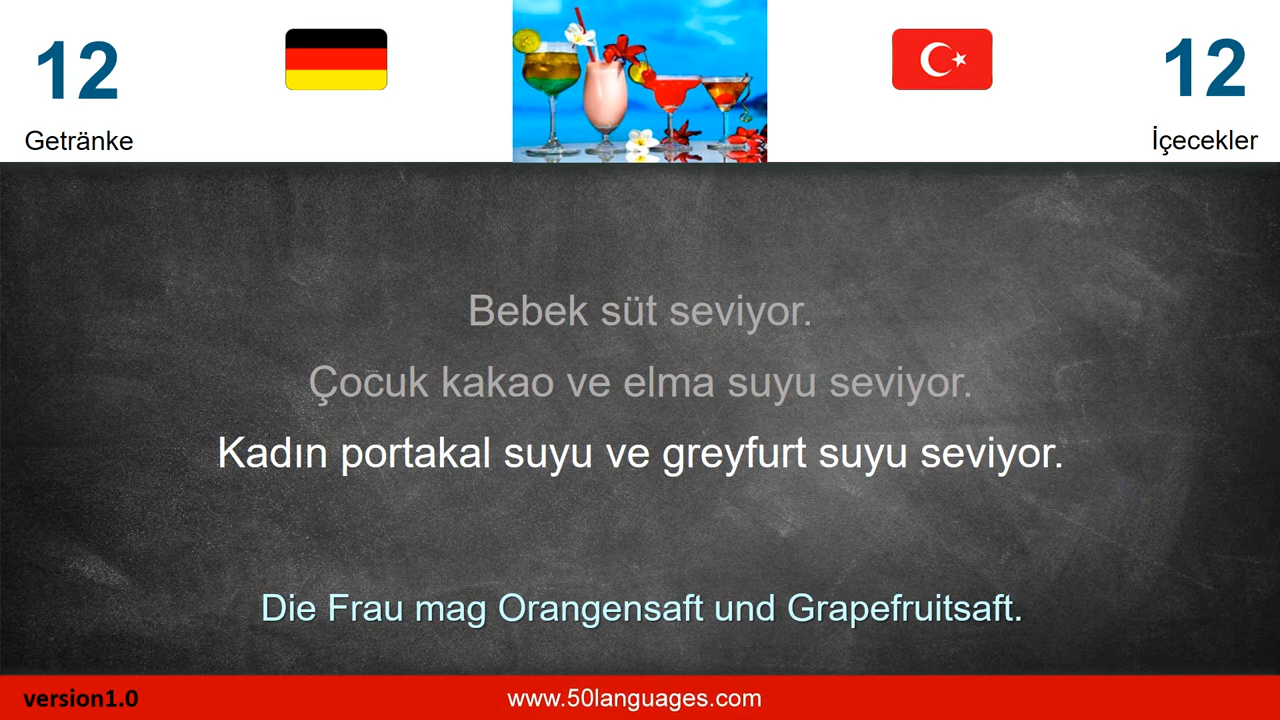 12
12
Getränke
İçecekler
Bebek süt seviyor.
Çocuk kakao ve elma suyu seviyor.
Kadın portakal suyu ve greyfurt suyu seviyor.
Die Frau mag Orangensaft und Grapefruitsaft.
version1.0
www.50languages.com